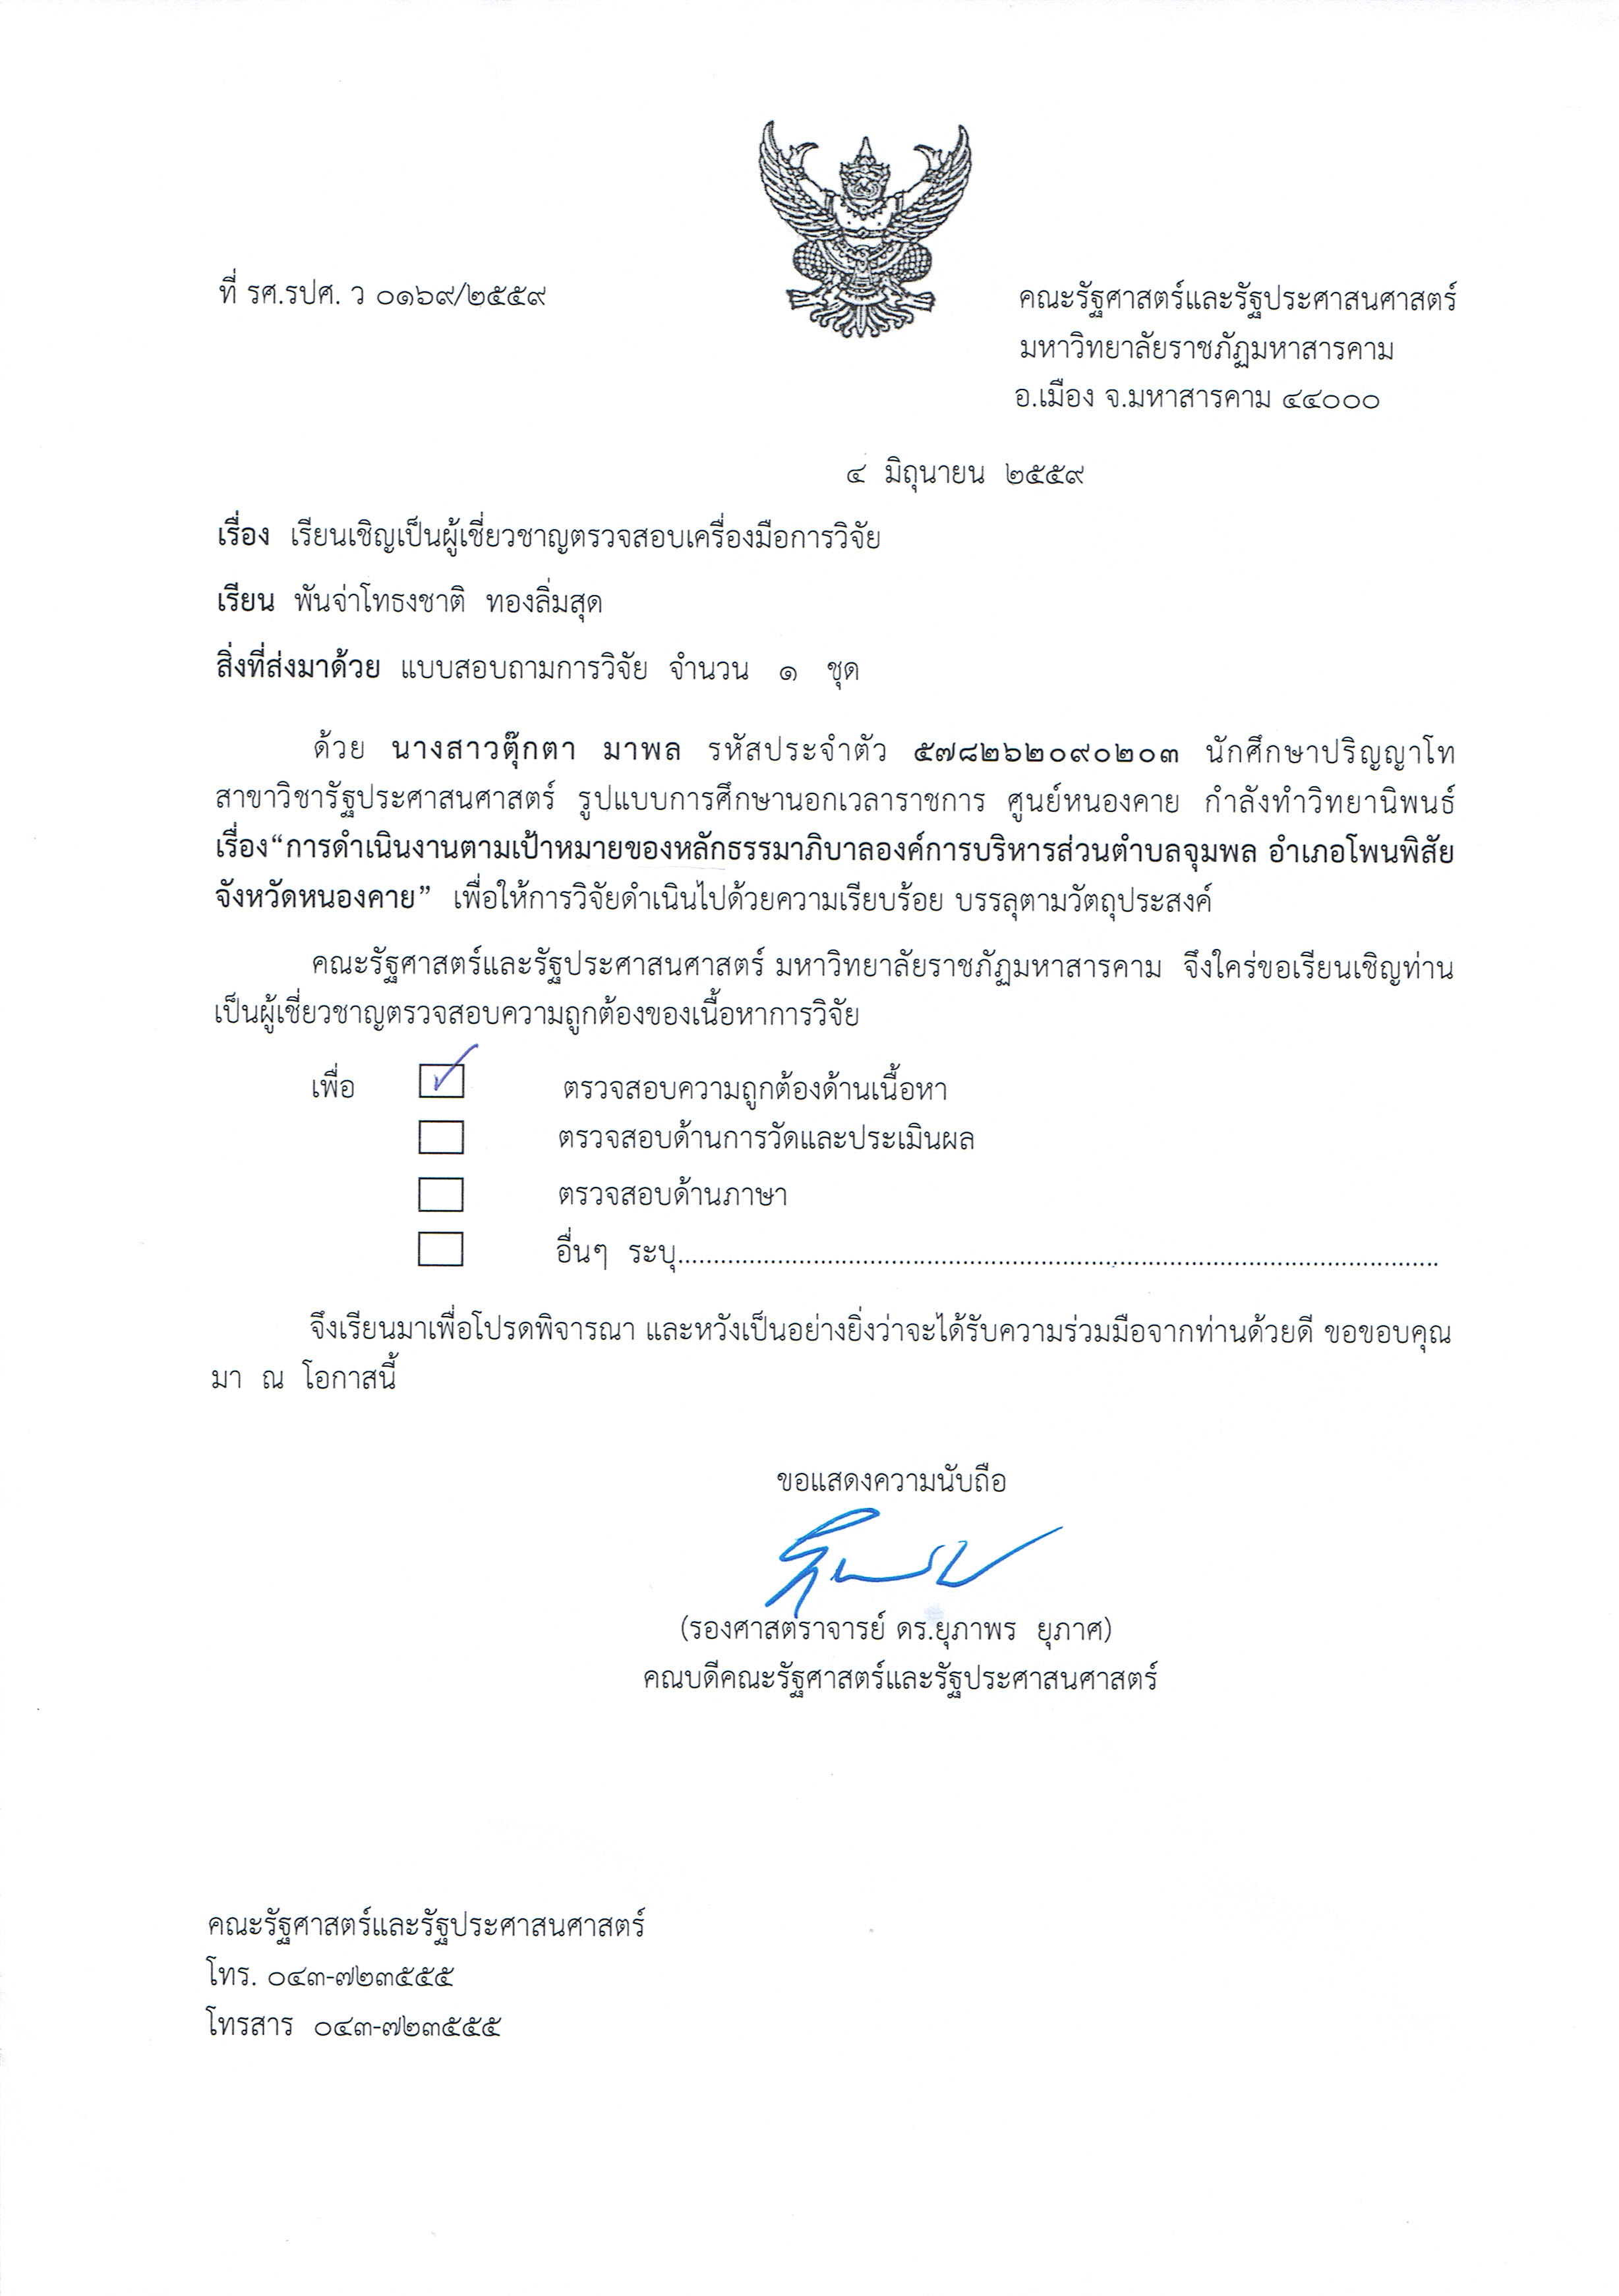 ที่ รศ.รปศ. ว ๐๑๖๙/๒๕๕๙
คณะรัฐศาสตร์และรัฐประศาสนศาสตร์
มหาวิทยาลัยราชภัฏมหาสารคาม
อ.เมือง จ.มหาสารคาม ๔๔๐๐๐
๔ มิถุนายน ๒๕๕๙
เรื่อง เรียนเชิญเป็นผู้เชี่ยวชาญตรวจสอบเครื่องมือการวิจัย
เรียน พันจ่าโทธงชาติ ทองลิ่มสุด
สิ่งที่ส่งมาด้วย แบบสอบถามการวิจัย จำนวน ๑ ชุด
ด้วย นางสาวตุ๊กตา มาพล รหัสประจำตัว ๕๗๘๒๖๒๐๙๐๒๐๓ นักศึกษาปริญญาโท
สาขาวิชารัฐประศาสนศาสตร์ รูปแบบการศึกษานอกเวลาราชการ ศูนย์หนองคาย กำลังทำวิทยานิพนธ์
เรื่อง“การดำเนินงานตามเป้าหมายของหลักธรรมาภิบาลองค์การบริหารส่วนตำบลจุมพล อำเภอโพนพิสัย
จังหวัดหนองคาย” เพื่อให้การวิจัยดำเนินไปด้วยความเรียบร้อย บรรลุตามวัตถุประสงค์
คณะรัฐศาสตร์และรัฐประศาสนศาสตร์ มหาวิทยาลัยราชภัฏมหาสารคาม จึงใคร่ขอเรียนเชิญท่าน
เป็นผู้เชี่ยวชาญตรวจสอบความถูกต้องของเนื้อหาการวิจัย
เพื่อ ตรวจสอบความถูกต้องด้านเนื้อหา
ตรวจสอบด้านการวัดและประเมินผล
ตรวจสอบด้านภาษา
อื่นๆ ระบุ..........................................................................................................
จึงเรียนมาเพื่อโปรดพิจารณา และหวังเป็นอย่างยิ่งว่าจะได้รับความร่วมมือจากท่านด้วยดี ขอขอบคุณ
มา ณ โอกาสนี้
ขอแสดงความนับถือ
(รองศาสตราจารย์ ดร.ยุภาพร ยุภาศ)
คณบดีคณะรัฐศาสตร์และรัฐประศาสนศาสตร์
คณะรัฐศาสตร์และรัฐประศาสนศาสตร์
โทร. ๐๔๓-๗๒๓๕๕๕
โทรสาร ๐๔๓-๗๒๓๕๕๕